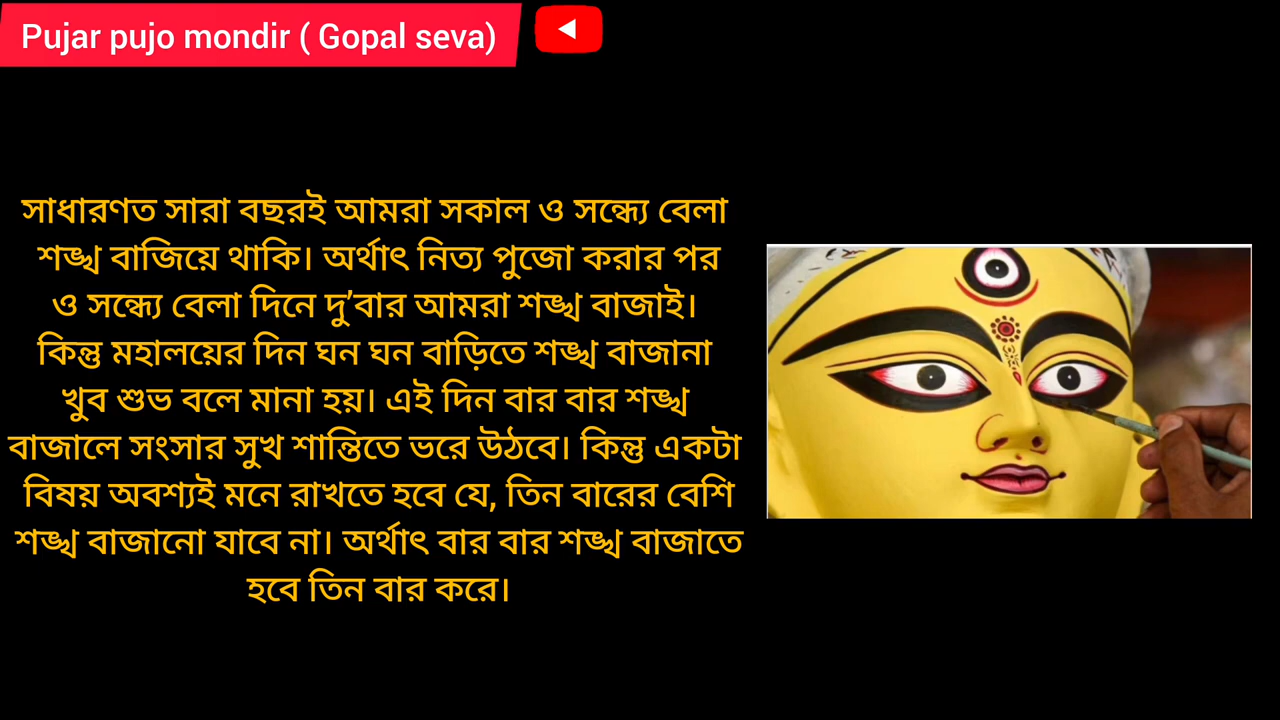 Pujar pujo mondir ( Gopal seva)
সাধারণত সারা বছরই আমরা সকাল ও সন্ধ্যে বেলা
শঙ্খ বাজিয়ে থাকি। অর্থাৎ নিত্য পুজো করার পর
ও সন্ধ্যে বেলা দিনে দু’বার আমরা শঙ্খ বাজাই।
কিন্তু মহালয়ের দিন ঘন ঘন বাড়িতে শঙ্খ বাজানা
খুব শুভ বলে মানা হয়। এই দিন বার বার শঙ্খ
বাজালে সংসার সুখ শান্তিতে ভরে উঠবে। কিন্তু একটা
বিষয় অবশ্যই মনে রাখতে হবে যে, তিন বারের বেশি
শঙ্খ বাজানো যাবে না। অর্থাৎ বার বার শঙ্খ বাজাতে
হবে তিন বার করে।